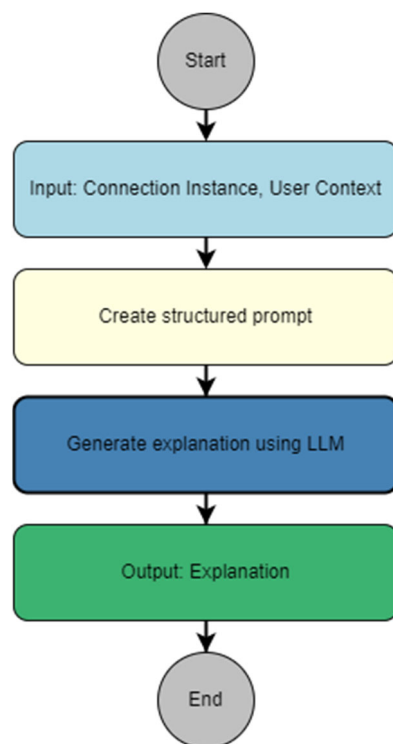 Start
Input: Connection Instance, User Context
Create structured prompt
Generate explanation using LLM
Output: Explanation
End